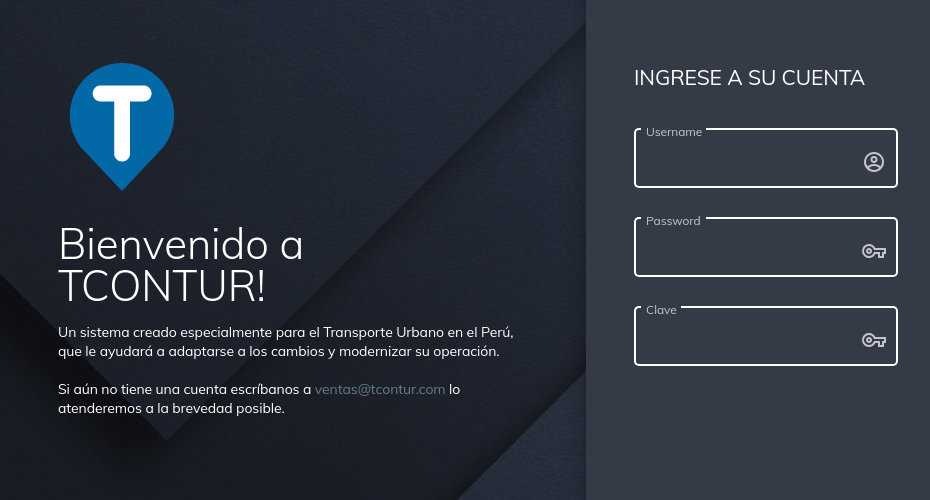 T
Bienvenido a
TCONTUR!
Un sistema creado especialmente para el Transporte Urbano en el Perú,
que le ayudará a adaptarse a los cambios y modernizar su operación.
Si aún no tiene una cuenta escríbanos a ventas@tcontur.com lo
atenderemos a la brevedad posible.
INGRESE A SU CUENTA
Username
Password
Clave